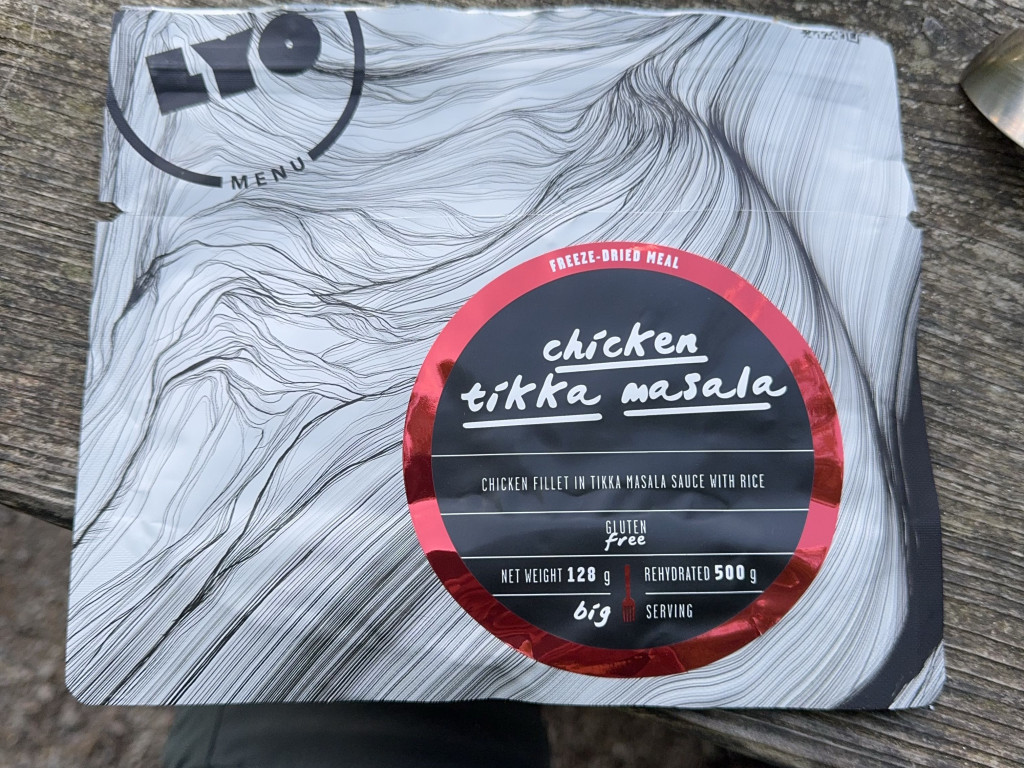 LYO
MENU
FREEZE-DRIED MEAL
chicken
tikka masala
CHICKEN FILLET IN TIKKA MASALA SAUCE WITH RICE
GLUTEN
free
NET WEIGHT 128 g REHYDRATED 500 g
big SERVING